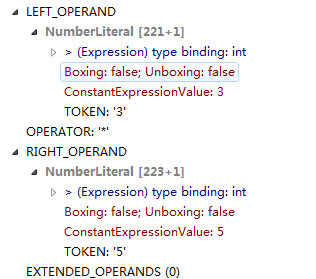 LEFT_OPERAND
NumberLiteral [221+1]
> (Expression) type binding: int
Boxing: false; Unboxing: false
ConstantExpressionValue: 3
TOKEN: '3'
OPERATOR: '*'
RIGHT_OPERAND
NumberLiteral [223+1]
> (Expression) type binding: int
Boxing: false; Unboxing: false
ConstantExpressionValue: 5
TOKEN: '5'
EXTENDED_OPERANDS (0)